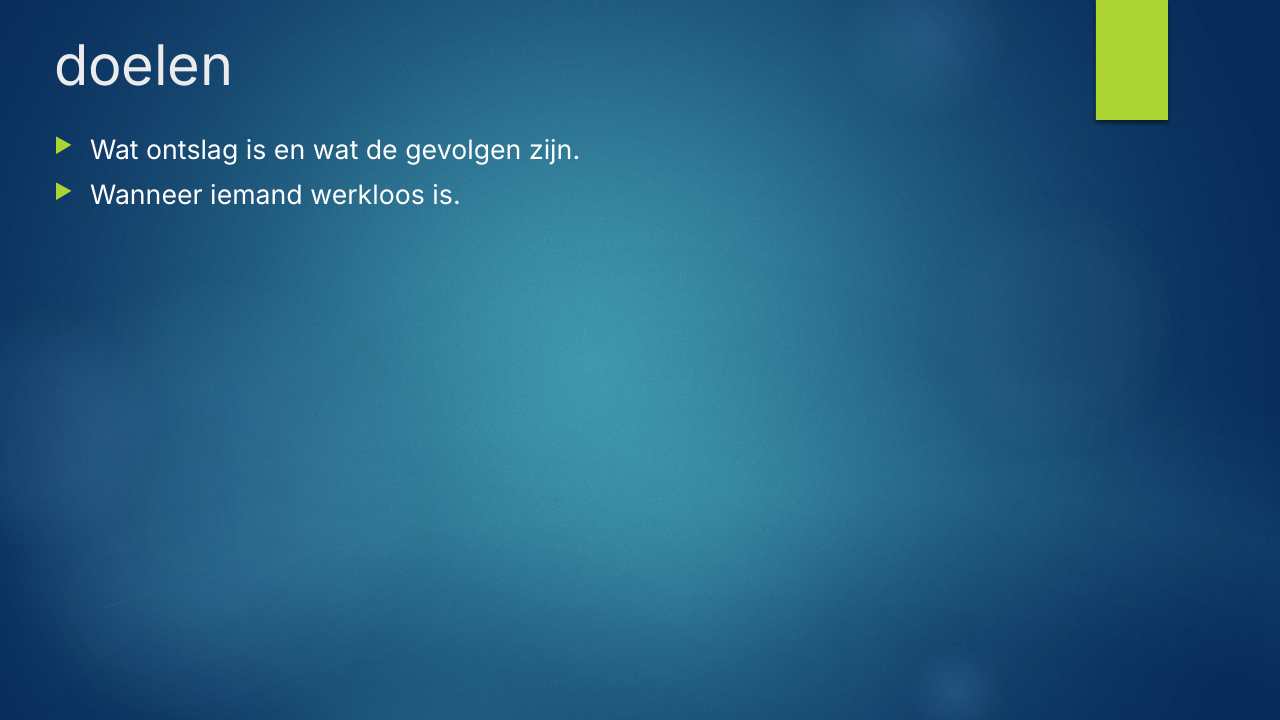 doelen
Wat ontslag is en wat de gevolgen zijn.
Wanneer iemand werkloos is.